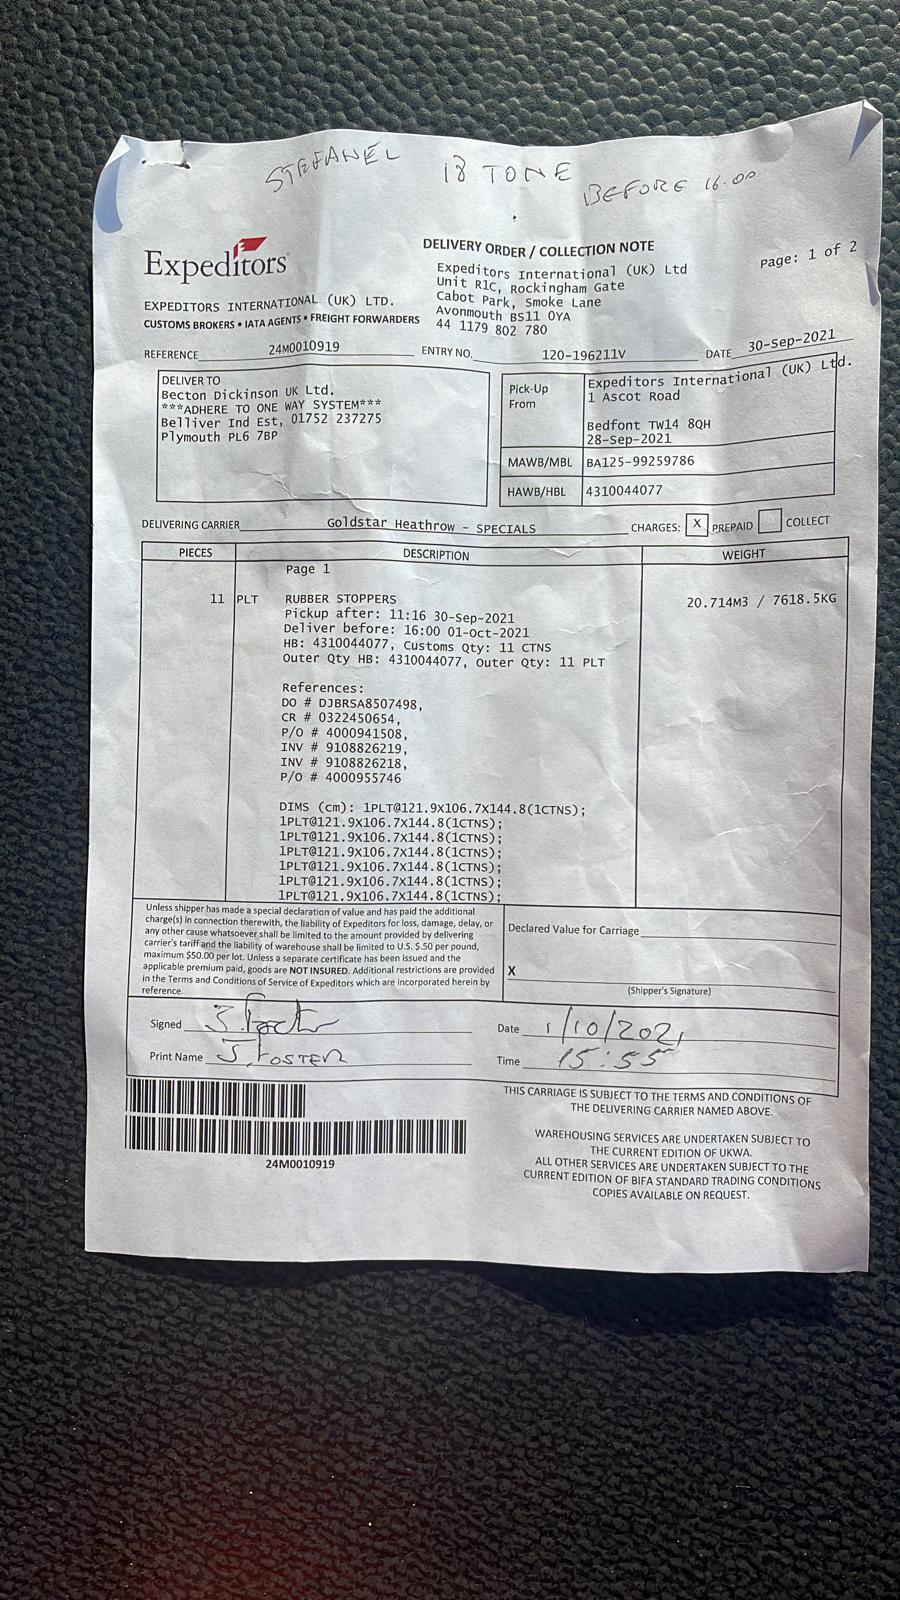 STEFANEL 18 TONE BEFORE 16.00
Expeditors
EXPEDITORS INTERNATIONAL (UK) LTD.
CUSTOMS BROKERS • IATA AGENTS • FREIGHT FORWARDERS
DELIVERY ORDER / COLLECTION NOTE
Expeditors International (UK) Ltd
Unit R1C, Rockingham Gate
Cabot Park, Smoke Lane
Avonmouth BS11 0YA
44 1179 802 780
Page: 1 of 2
REFERENCE 24M0010919 ENTRY NO. 120-196211V DATE 30-Sep-2021
DELIVER TO
Becton Dickinson UK Ltd.
***ADHERE TO ONE WAY SYSTEM***
Belliver Ind Est, 01752 237275
Plymouth PL6 7BP
Pick-Up From
Expeditors International (UK) Ltd.
1 Ascot Road
Bedfont TW14 8QH
28-Sep-2021
MAWB/MBL BA125-99259786
HAWB/HBL 4310044077
DELIVERING CARRIER Goldstar Heathrow - SPECIALS CHARGES: X PREPAID COLLECT
PIECES DESCRIPTION WEIGHT
Page 1
11 PLT RUBBER STOPPERS 20.714M3 / 7618.5KG
Pickup after: 11:16 30-Sep-2021
Deliver before: 16:00 01-Oct-2021
HB: 4310044077, Customs Qty: 11 CTNS
Outer Qty HB: 4310044077, Outer Qty: 11 PLT
References:
DO # DJBRSA8507498,
CR # 0322450654,
P/O # 4000941508,
INV # 9108826219,
INV # 9108826218,
P/O # 4000955746
DIMS (cm): 1PLT@121.9X106.7X144.8(1CTNS);
1PLT@121.9X106.7X144.8(1CTNS);
1PLT@121.9X106.7X144.8(1CTNS);
1PLT@121.9X106.7X144.8(1CTNS);
1PLT@121.9X106.7X144.8(1CTNS);
1PLT@121.9X106.7X144.8(1CTNS);
1PLT@121.9X106.7X144.8(1CTNS);
Unless shipper has made a special declaration of value and has paid the additional
charge(s) in connection therewith, the liability of Expeditors for loss, damage, delay, or
any other cause whatsoever shall be limited to the amount provided by delivering
carrier's tariff and the liability of warehouse shall be limited to U.S. $.50 per pound,
maximum $50.00 per lot. Unless a separate certificate has been issued and the
applicable premium paid, goods are NOT INSURED. Additional restrictions are provided
in the Terms and Conditions of Service of Expeditors which are incorporated herein by
reference.
Declared Value for Carriage
X
(Shipper's Signature)
Signed J. Foster
Print Name J. FOSTER
Date 1/10/2021
Time 15:55
24M0010919
THIS CARRIAGE IS SUBJECT TO THE TERMS AND CONDITIONS OF
THE DELIVERING CARRIER NAMED ABOVE.
WAREHOUSING SERVICES ARE UNDERTAKEN SUBJECT TO
THE CURRENT EDITION OF UKWA.
ALL OTHER SERVICES ARE UNDERTAKEN SUBJECT TO THE
CURRENT EDITION OF BIFA STANDARD TRADING CONDITIONS
COPIES AVAILABLE ON REQUEST.